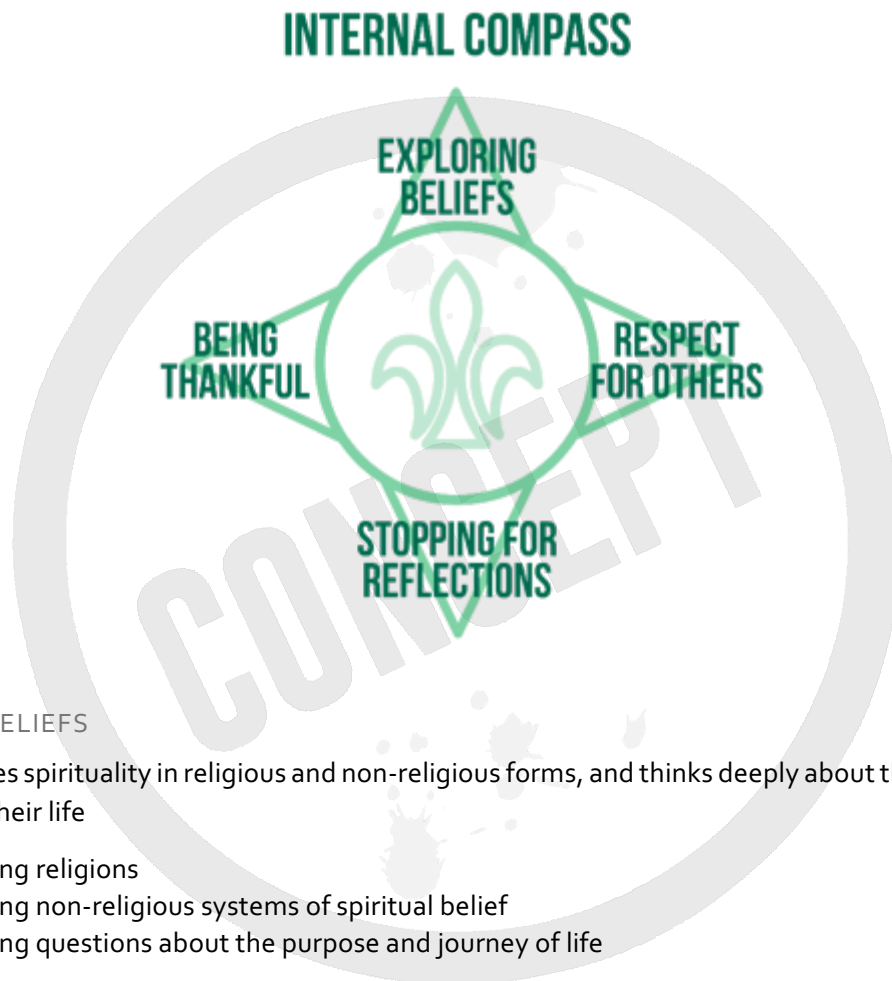 INTERNAL COMPASS
EXPLORING
BELIEFS
BEING
THANKFUL
RESPECT
FOR OTHERS
STOPPING FOR
REFLECTIONS
CONCEPT
ELIEFS
es spirituality in religious and non-religious forms, and thinks deeply about t
heir life
ng religions
ng non-religious systems of spiritual belief
ng questions about the purpose and journey of life